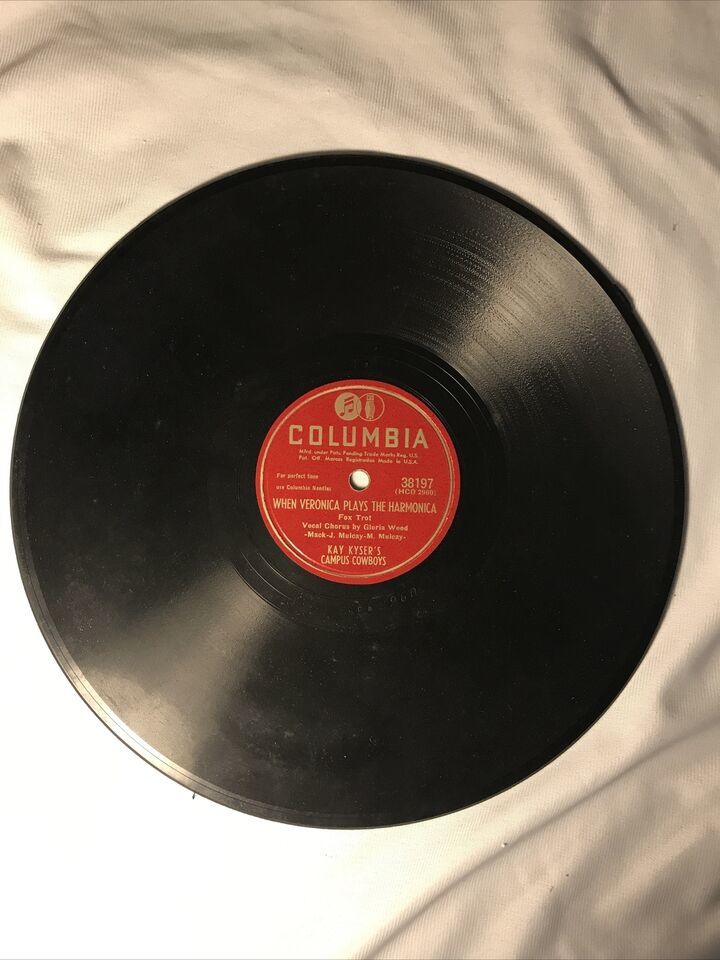 COLUMBIA
Mfrd. under Pats. Pending Trade Marks Reg. U.S.
Pat. Off. Marcas Registradas Made in U.S.A.
For perfect tone
use Columbia Needles
38197
(HCO 2960)
WHEN VERONICA PLAYS THE HARMONICA
Fox Trot
Vocal Chorus by Gloria Wood
-Mack-J. Mulcay-M. Mulcay-
KAY KYSER'S
CAMPUS COWBOYS